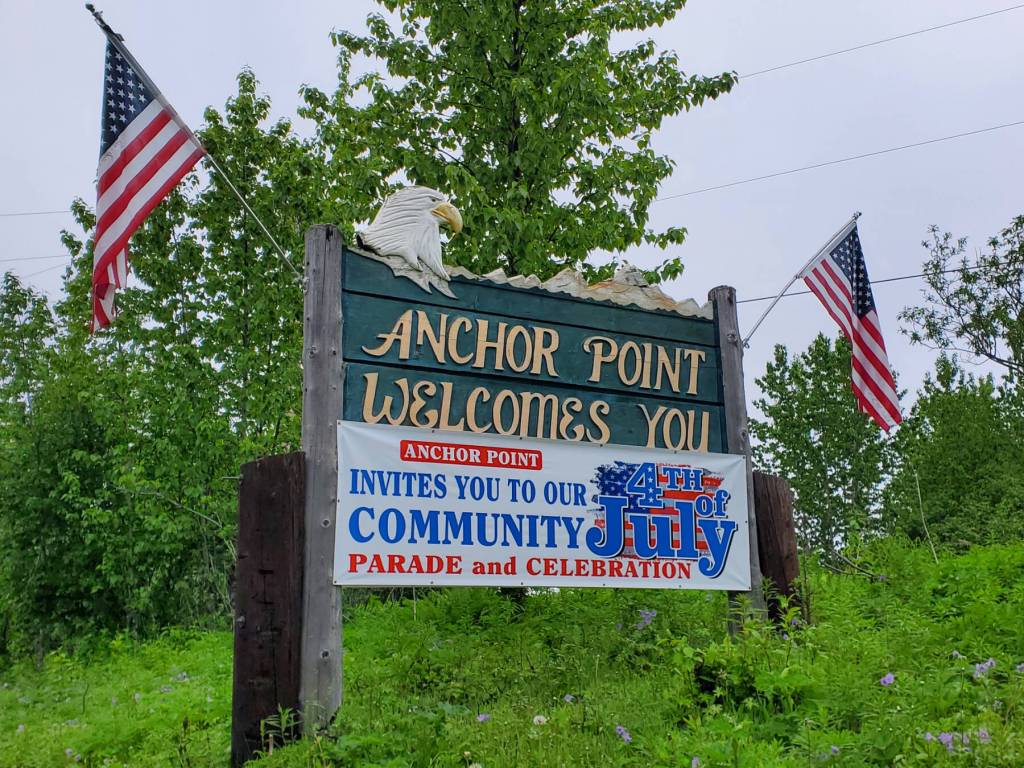 ANCHOR POINT
WELCOMES YOU
ANCHOR POINT
INVITES YOU TO OUR
COMMUNITY
PARADE and CELEBRATION
4TH
of
July